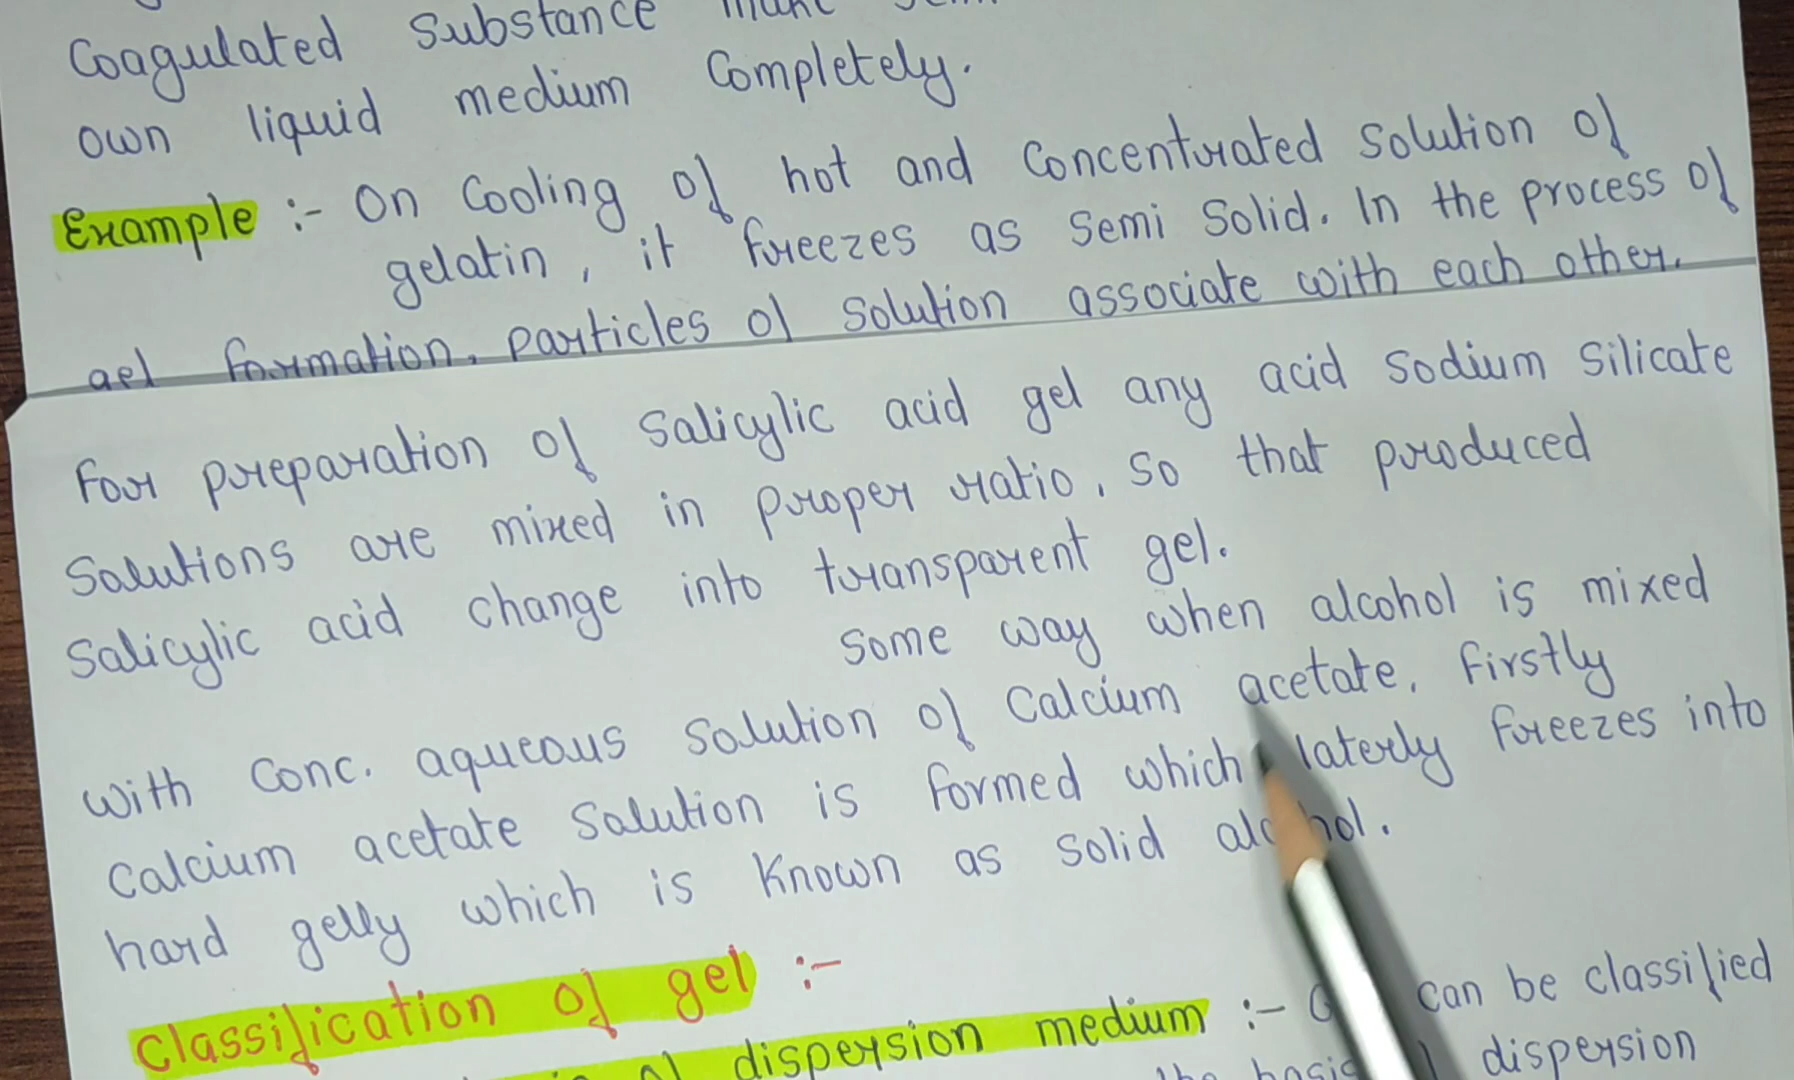 Coagulated substance
own liquid medium Completely.
Example :- On Cooling of hot and Concentrated Solution of
gelatin, it freezes as Semi Solid. In the process of
gel formation, particles of Solution associate with each other.
For preparation of Salicylic acid gel any acid Sodium Silicate
Solutions are mixed in proper ratio, So that produced
Salicylic acid change into transparent gel.
Some way when alcohol is mixed
with Conc. aqueous Solution of Calcium acetate, Firstly
Calcium acetate Solution is formed which laterly freezes into
hard gelly which is Known as Solid alcohol.
Classification of gel :-
of dispersion medium :- can be classified
the basis dispersion